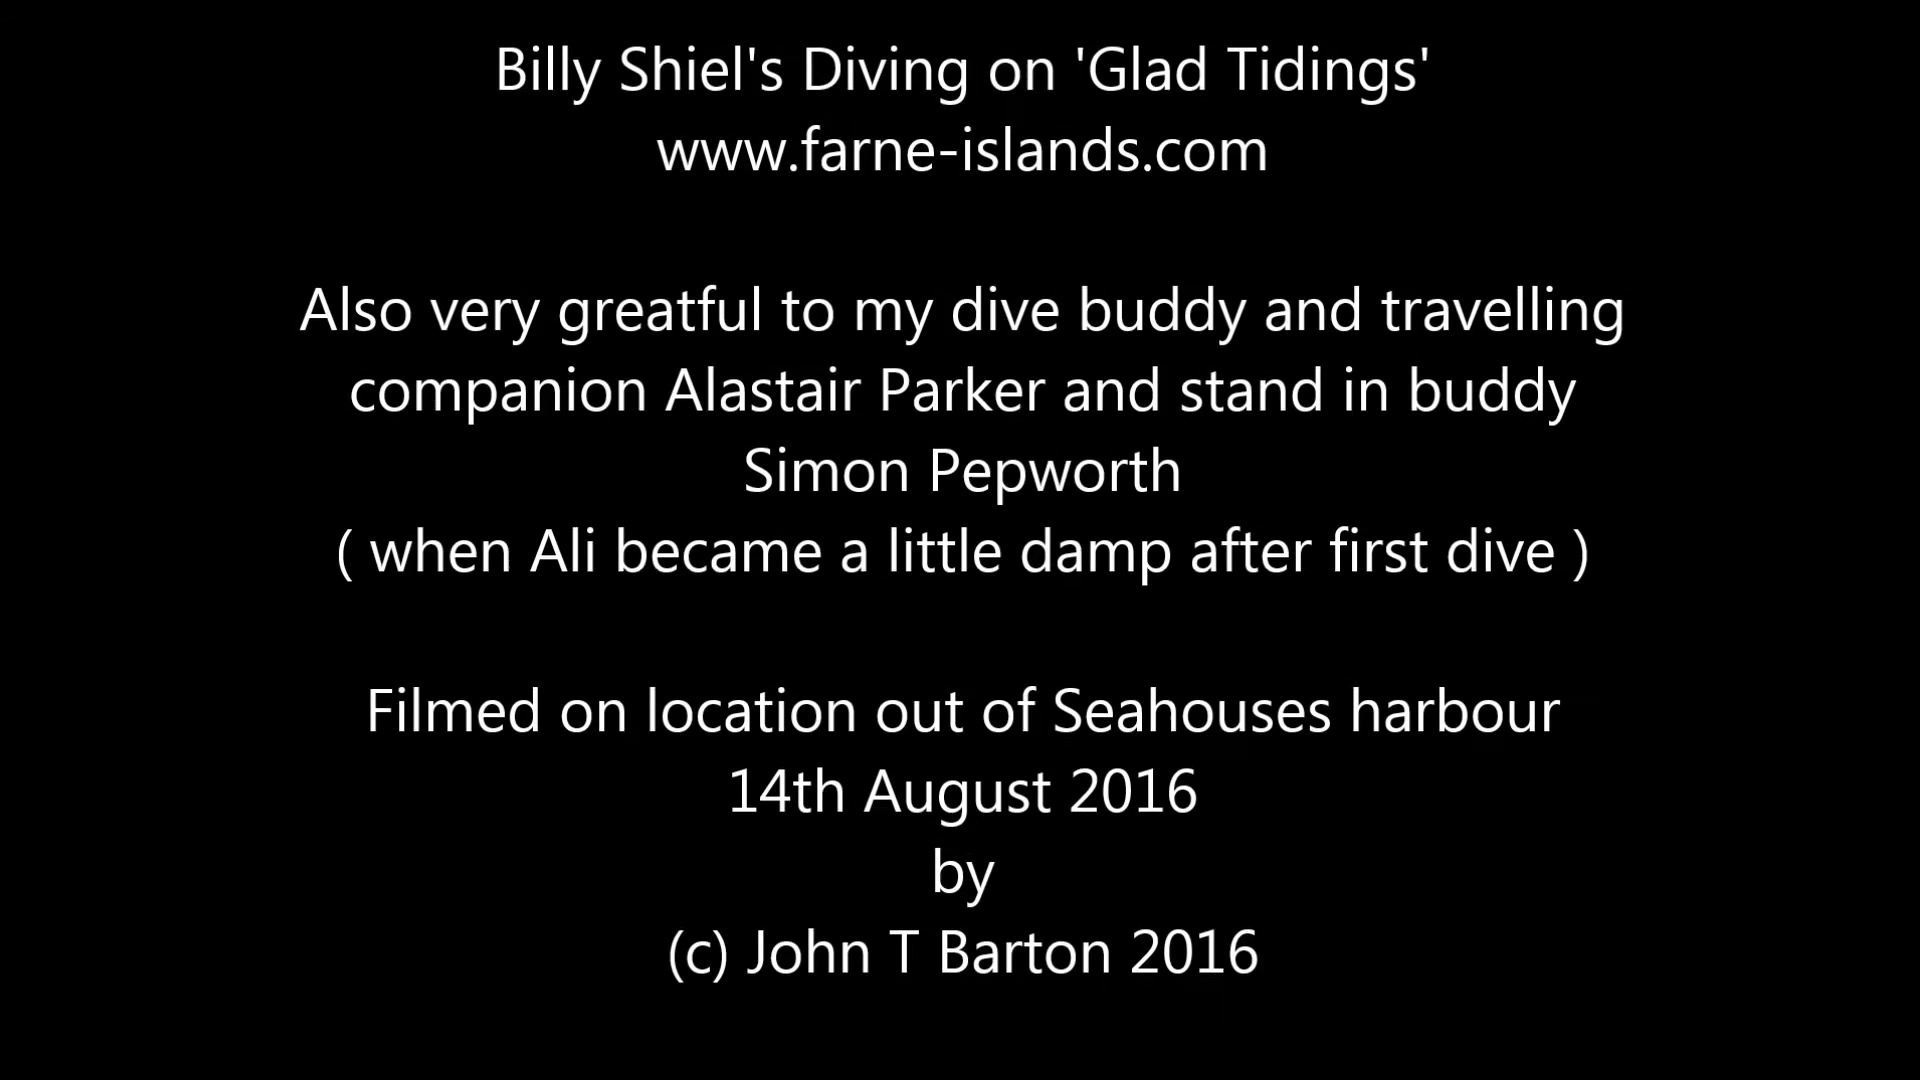 Billy Shiel's Diving on 'Glad Tidings'
www.farne-islands.com
Also very greatful to my dive buddy and travelling
companion Alastair Parker and stand in buddy
Simon Pepworth
( when Ali became a little damp after first dive )
Filmed on location out of Seahouses harbour
14th August 2016
by
(c) John T Barton 2016